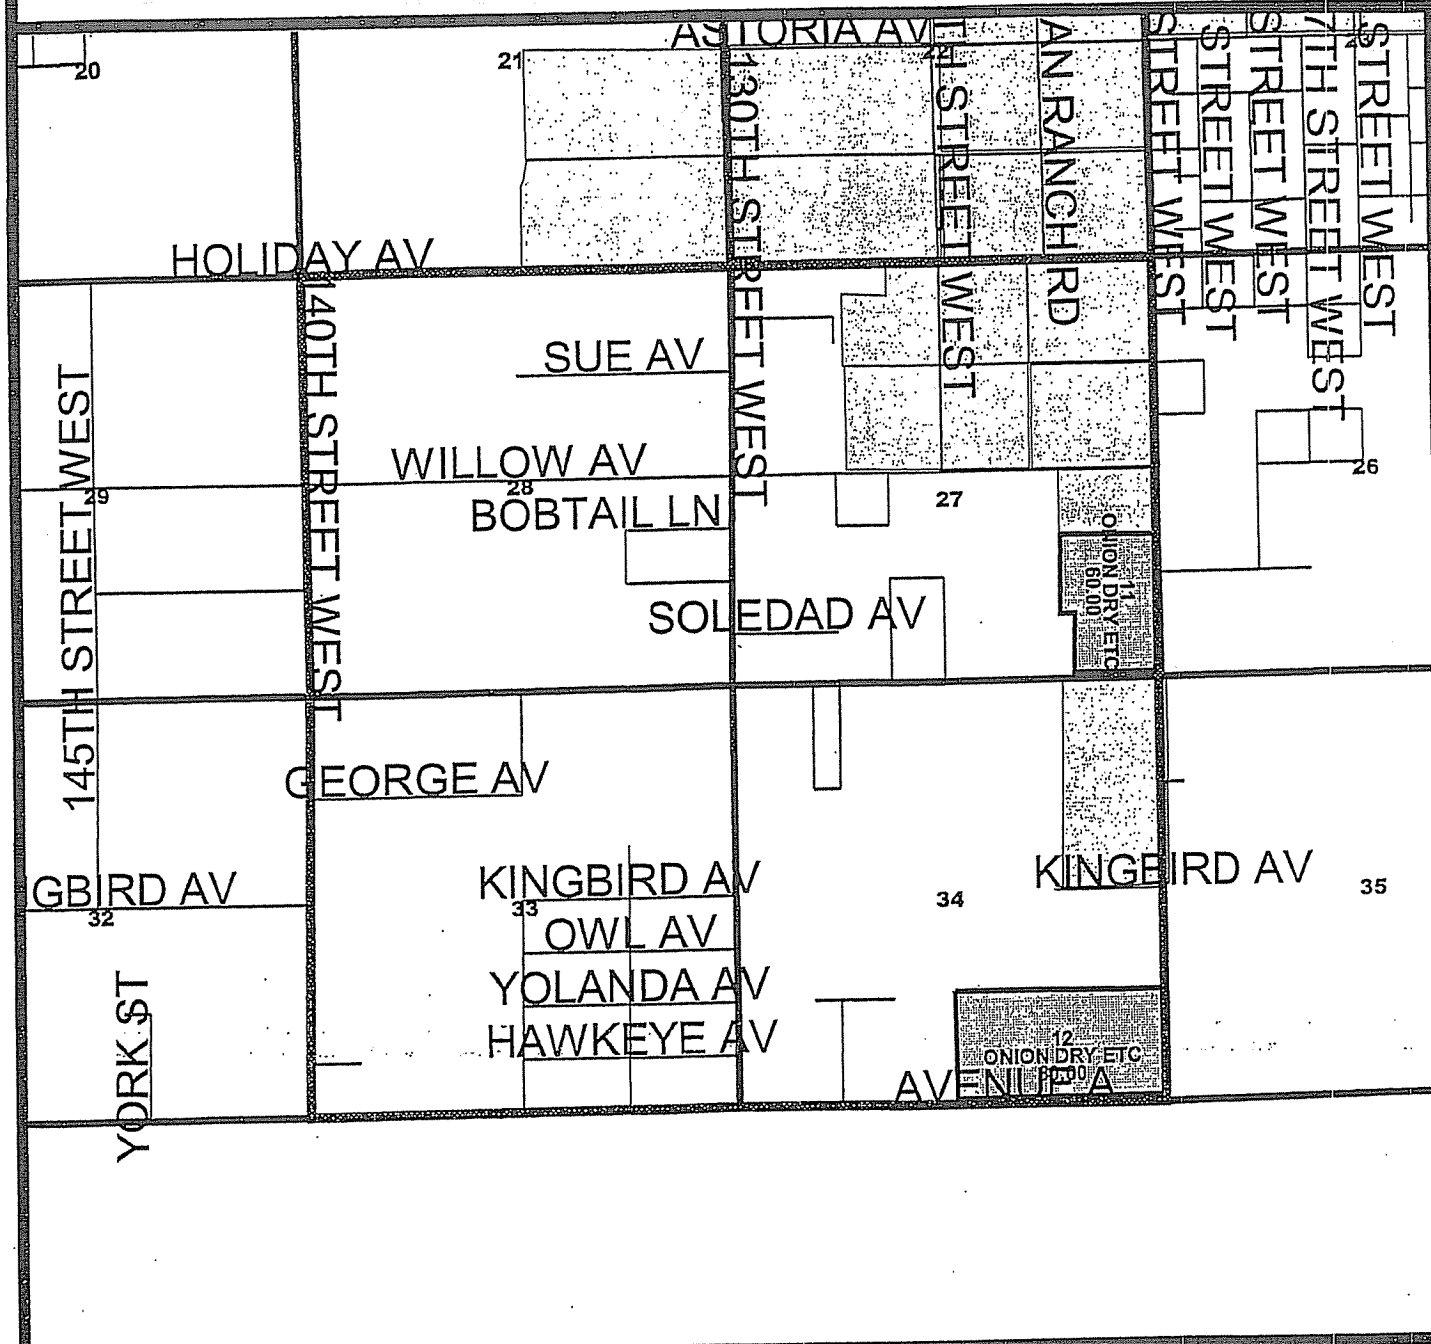 ASTORIA AV
20
21
22
130TH STREET WEST
TH STREET WEST
AN RANCH RD
STREET WEST
STREET WEST
STREET WEST
7TH STREET WEST
STREET WEST
HOLIDAY AV
140TH STREET WEST
SUE AV
145TH STREET WEST
WILLOW AV
26
29
28
27
BOBTAIL LN
11
ONION DRY ETC
60.00
SOLEDAD AV
GEORGE AV
KINGBIRD AV
KINGBIRD AV
GBIRD AV
35
34
33
32
OWL AV
YOLANDA AV
YORK ST
HAWKEYE AV
12
ONION DRY ETC
80.00
AVENUE A